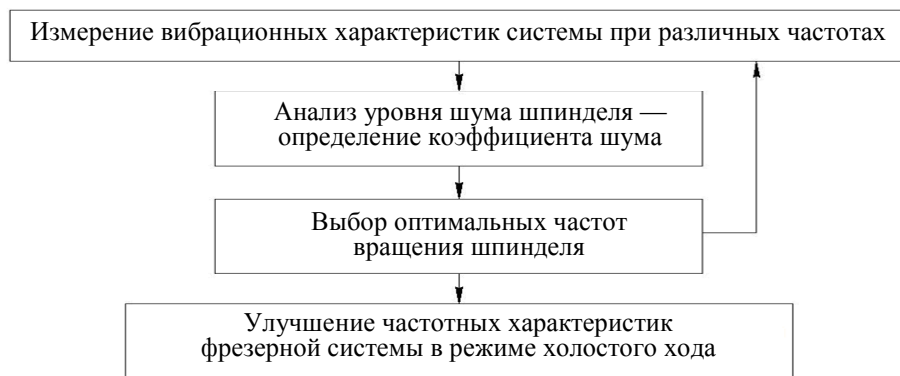 Измерение вибрационных характеристик системы при различных частотах
Анализ уровня шума шпинделя —
определение коэффициента шума
Выбор оптимальных частот
вращения шпинделя
Улучшение частотных характеристик
фрезерной системы в режиме холостого хода